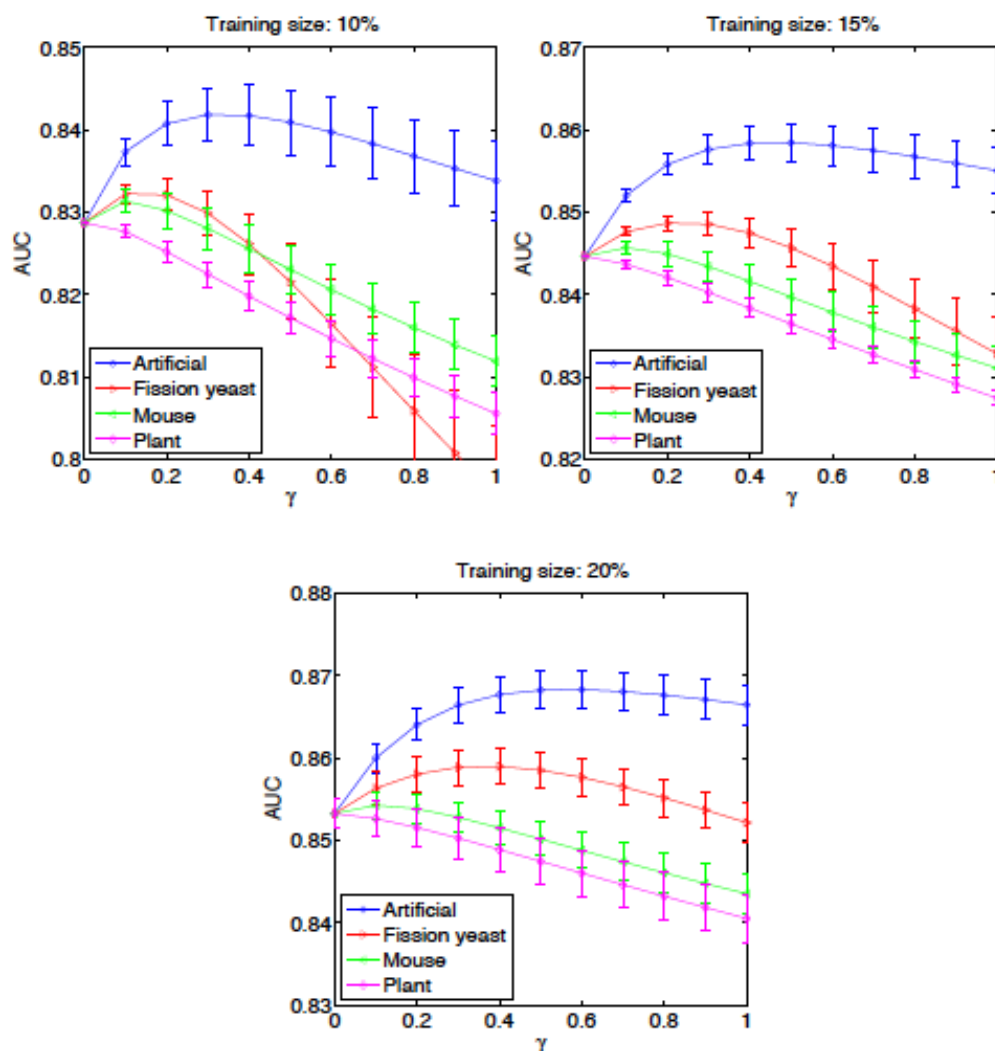 Training size: 10%
0.85
0.84
0.83
0.82
0.81
0.8
AUC
Artificial
Fission yeast
Mouse
Plant
0 0.2 0.4 0.6 0.8 1
γ
Training size: 15%
0.87
0.86
0.85
0.84
0.83
0.82
AUC
Artificial
Fission yeast
Mouse
Plant
0 0.2 0.4 0.6 0.8 1
γ
Training size: 20%
0.88
0.87
0.86
0.85
0.84
0.83
AUC
Artificial
Fission yeast
Mouse
Plant
0 0.2 0.4 0.6 0.8 1
γ